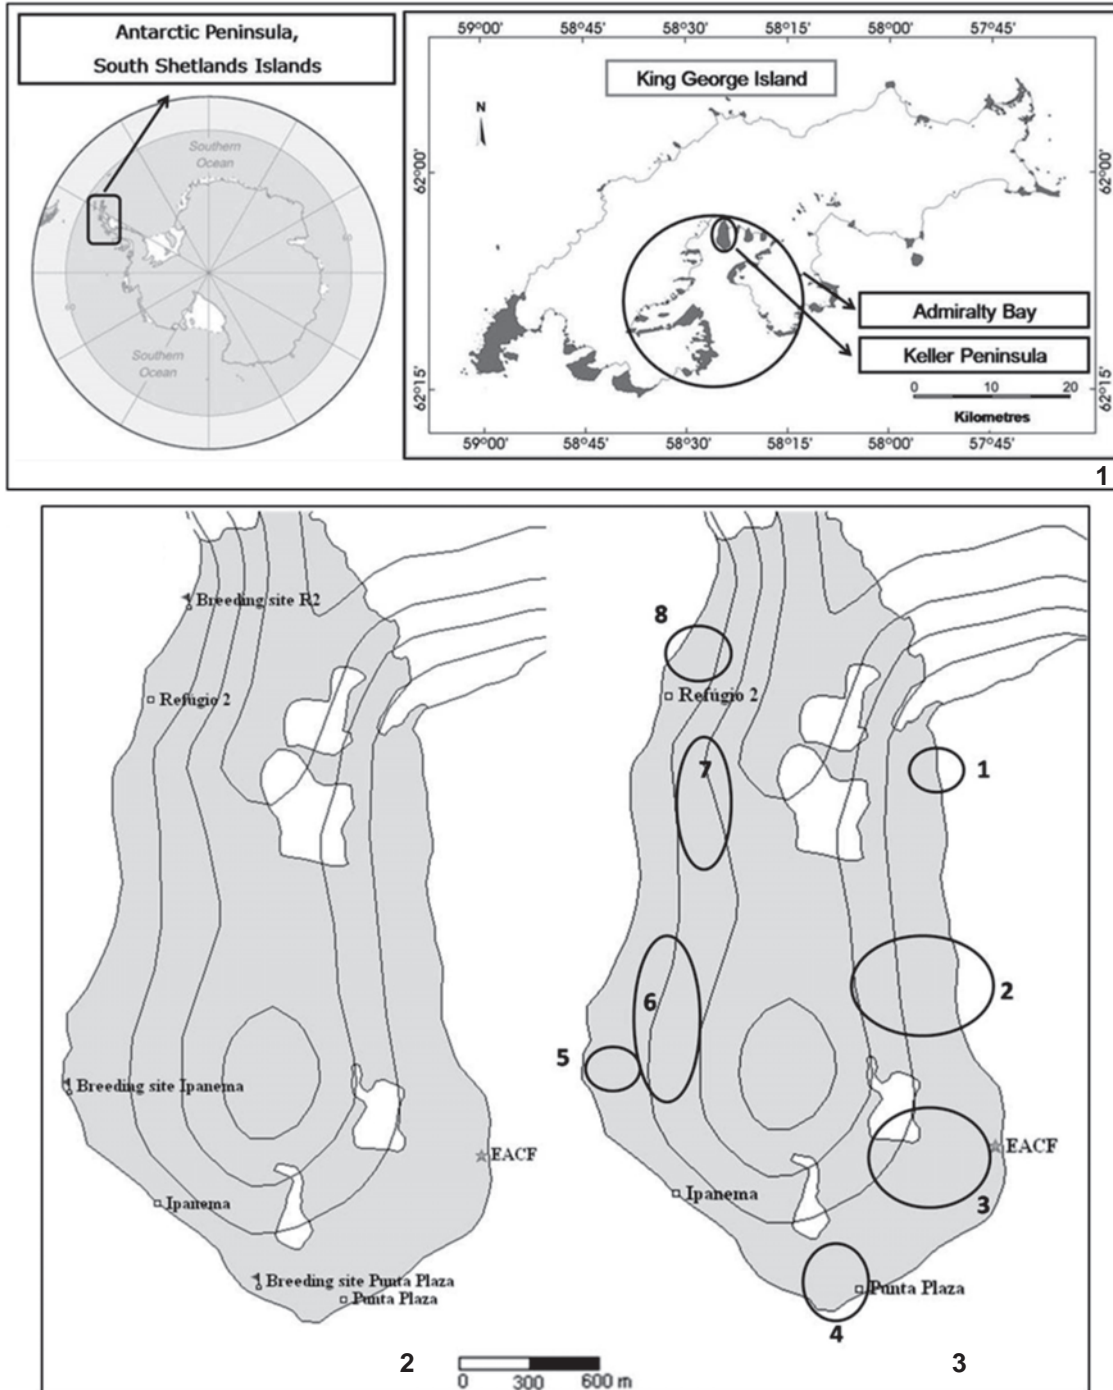 Antarctic Peninsula,
South Shetlands Islands
Southern
Ocean
Southern
Ocean
59°00' 58°45' 58°30' 58°15' 58°00' 57°45'
King George Island
N
62°00'
62°00'
Admiralty Bay
Keller Peninsula
0 10 20
Kilometres
62°15'
62°15'
59°00' 58°45' 58°30' 58°15' 58°00' 57°45'
1
Breeding site R2
Refúgio 2
Breeding site Ipanema
EACF
Ipanema
Breeding site Punta Plaza
Punta Plaza
2
0 300 600 m
8
Refúgio 2
7
1
6
2
5
EACF
Ipanema
3
Punta Plaza
4
3